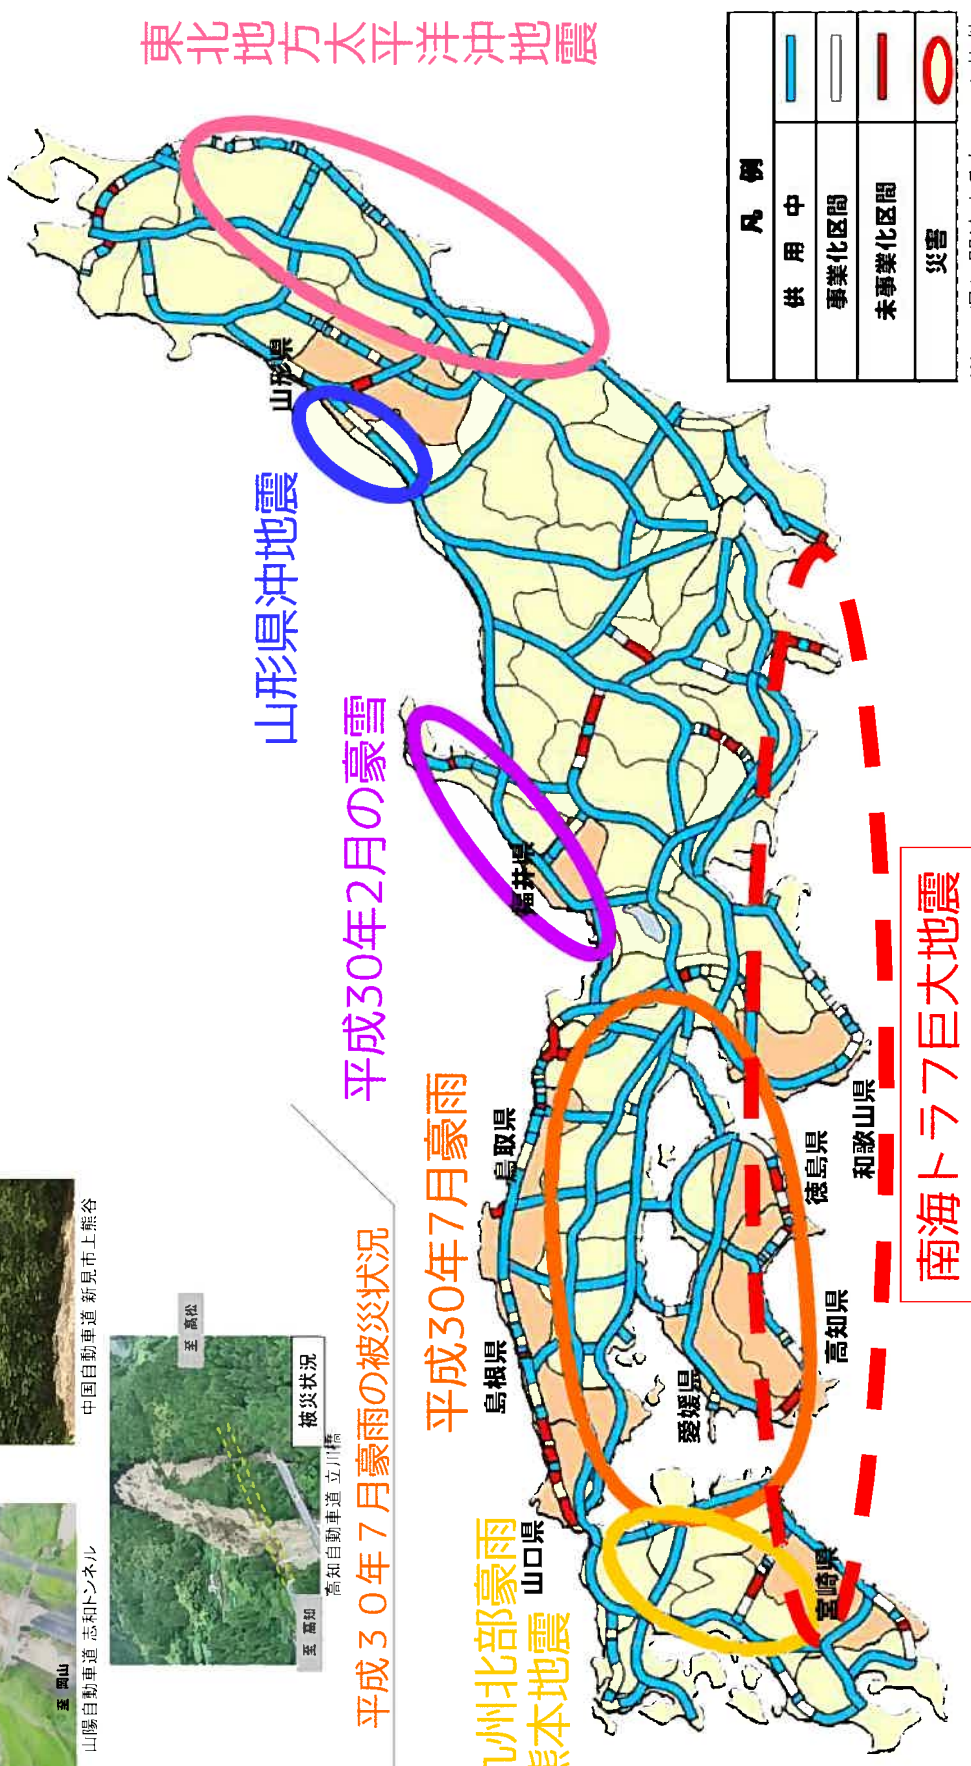 中国自動車道 新見市上熊谷
至 岡山
山陽自動車道 志和トンネル
至 高松
至 高知
被災状況
高知自動車道 立川橋
平成30年7月豪雨の被災状況
九州北部豪雨
熊本地震
平成30年7月豪雨
平成30年2月の豪雪
山形県沖地震
東北地方太平洋沖地震
南海トラフ巨大地震
山口県
島根県
鳥取県
福井県
山形県
宮崎県
愛媛県
高知県
徳島県
和歌山県
凡 例
供 用 中
事業化区間
未事業化区間
災害